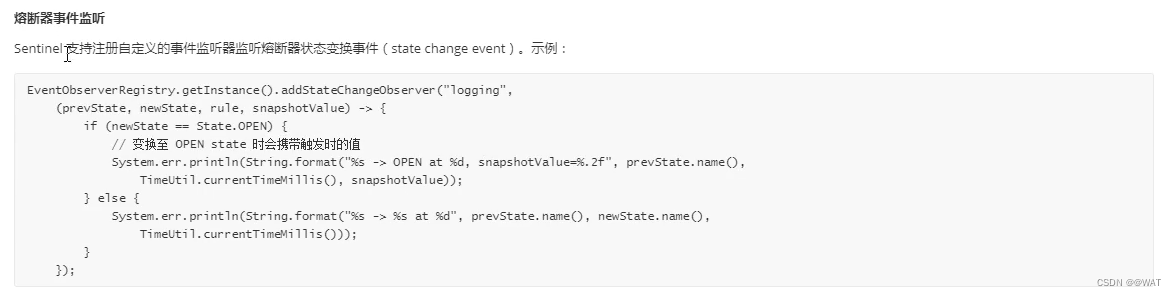 熔断器事件监听
Sentinel 支持注册自定义的事件监听器监听熔断器状态变换事件（state change event）。示例：
EventObserverRegistry.getInstance().addStateChangeObserver("logging",
    (prevState, newState, rule, snapshotValue) -> {
        if (newState == State.OPEN) {
            // 变换至 OPEN state 时会携带触发时的值
            System.err.println(String.format("%s -> OPEN at %d, snapshotValue=%.2f", prevState.name(),
                TimeUtil.currentTimeMillis(), snapshotValue));
        } else {
            System.err.println(String.format("%s -> %s at %d", prevState.name(), newState.name(),
                TimeUtil.currentTimeMillis()));
        }
    });
CSDN @@WAT